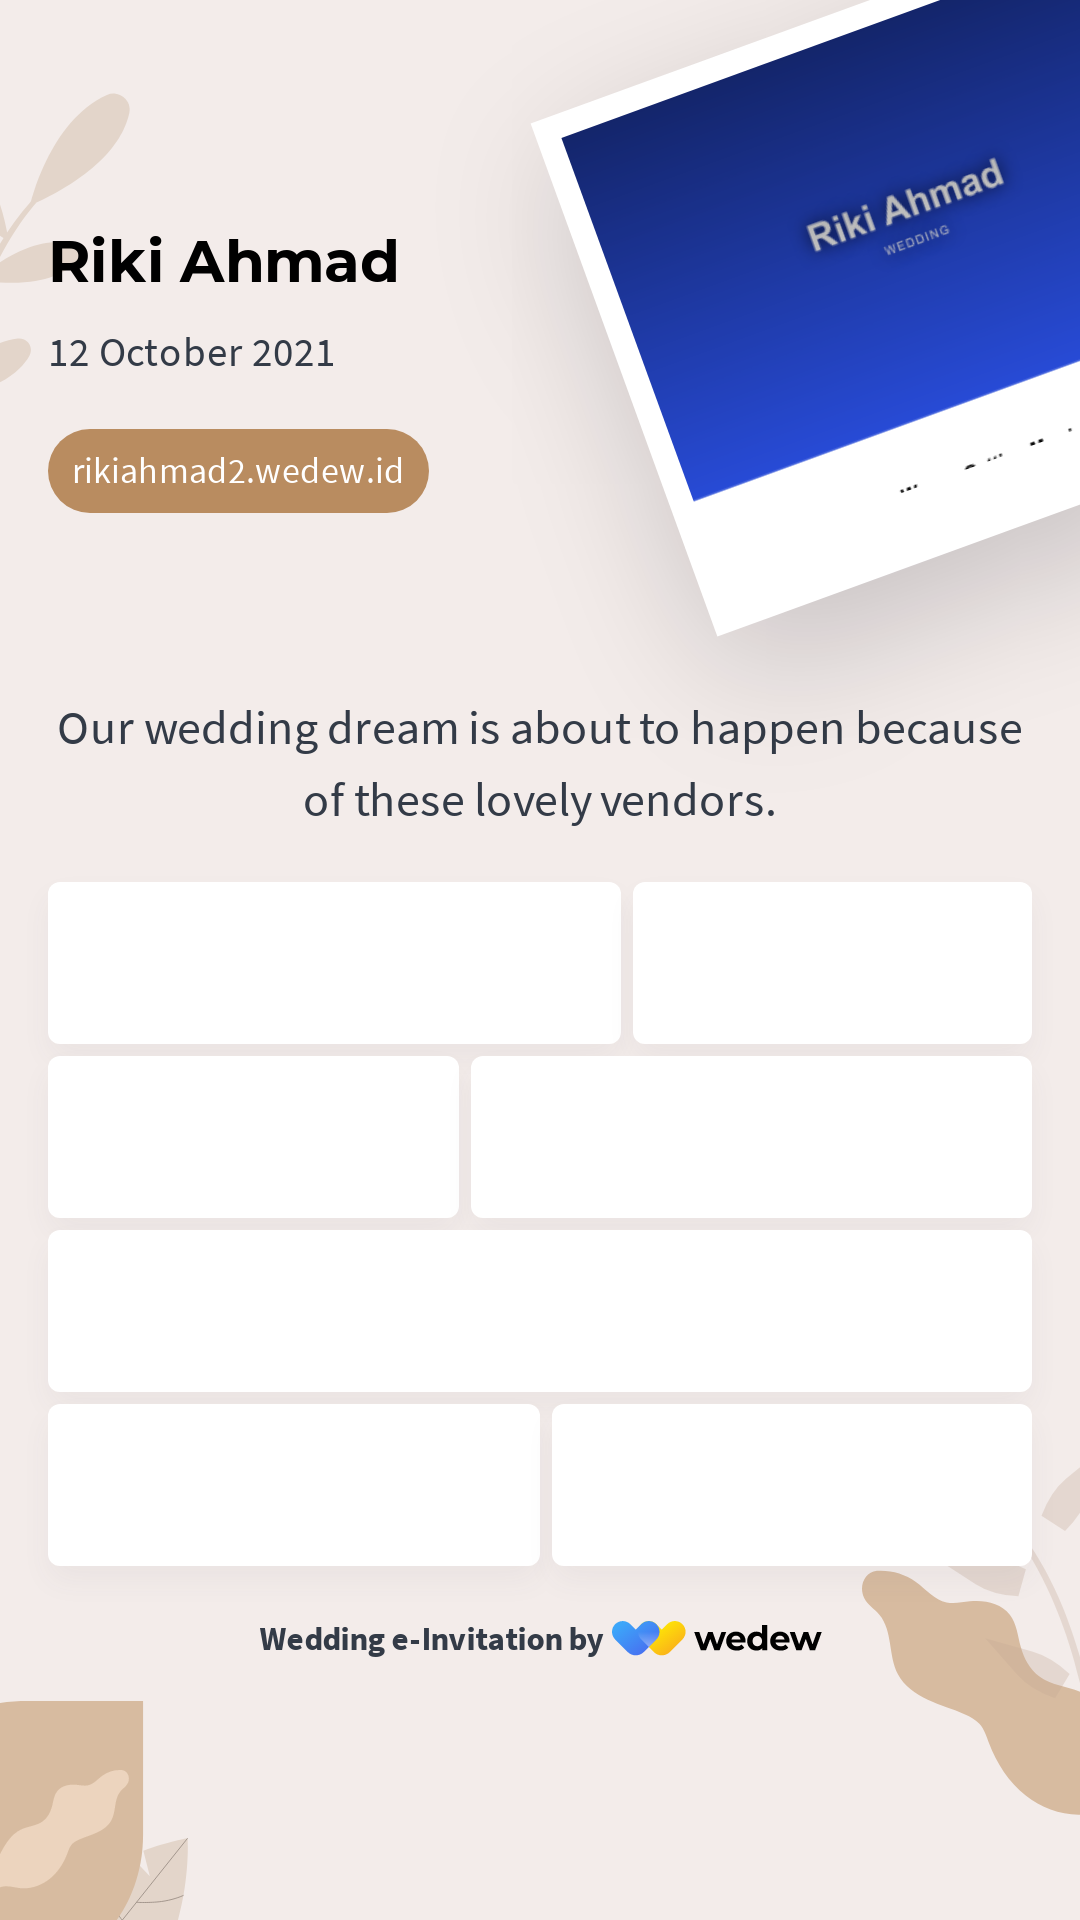 Riki Ahmad
WEDDING
Riki Ahmad
12 October 2021
rikiahmad2.wedew.id
Our wedding dream is about to happen because
of these lovely vendors.
Wedding e-Invitation by wedew